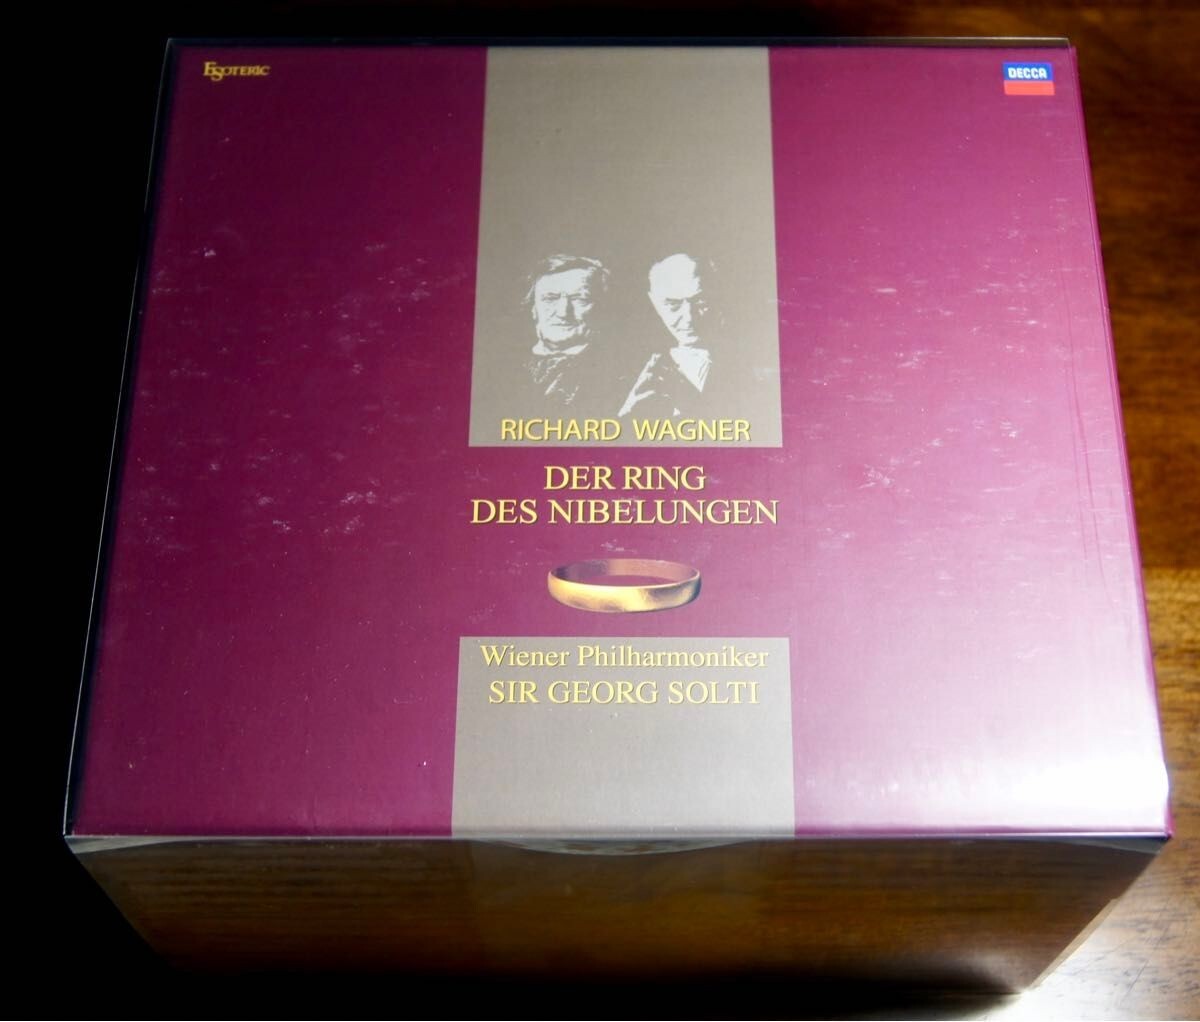 ESOTERIC
DECCA
RICHARD WAGNER
DER RING
DES NIBELUNGEN
Wiener Philharmoniker
SIR GEORG SOLTI